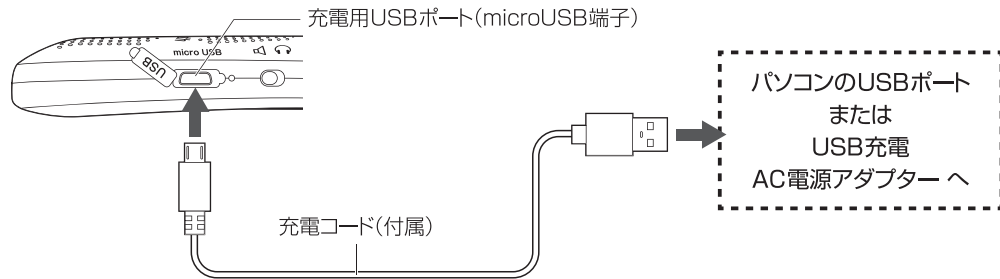 充電用USBポート(microUSB端子)
micro USB
USB
パソコンのUSBポート
または
USB充電
AC電源アダプター へ
充電コード(付属)